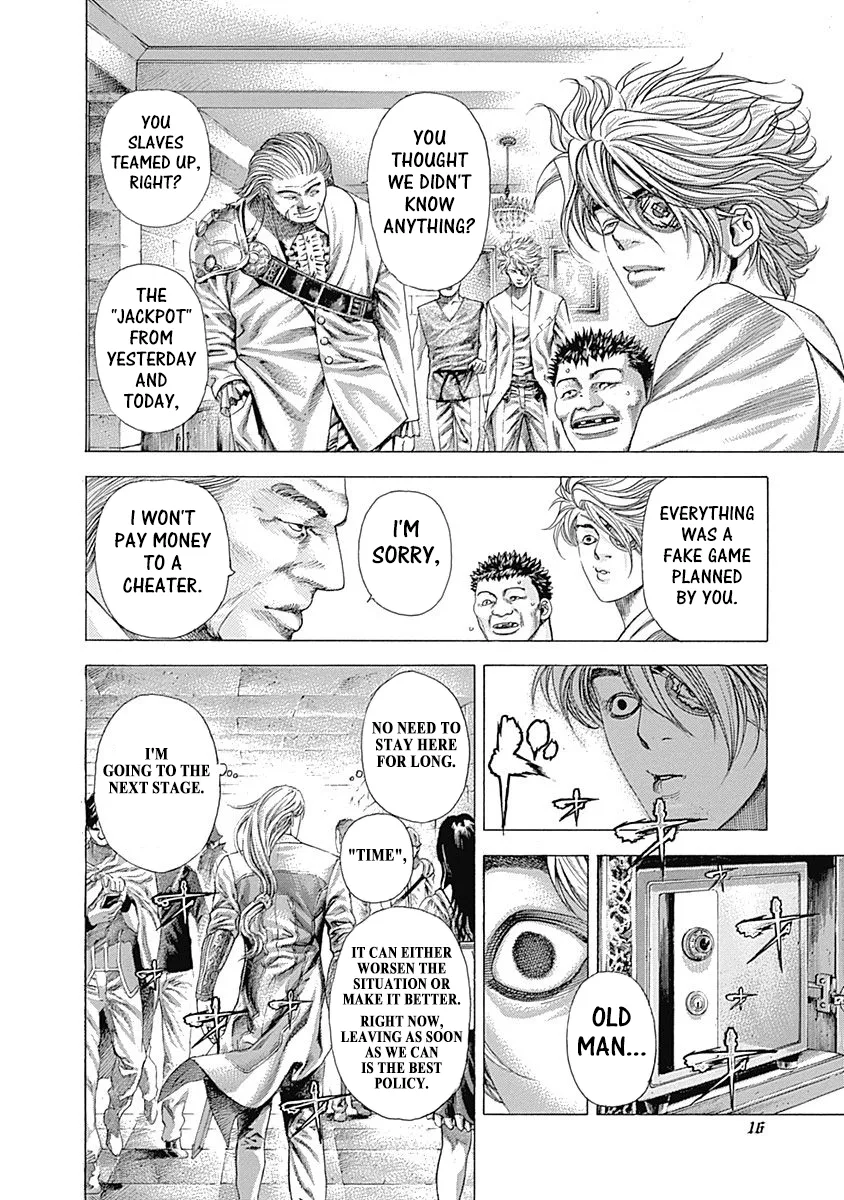 YOU
THOUGHT
WE DIDN'T
KNOW
ANYTHING?
YOU
SLAVES
TEAMED UP,
RIGHT?
THE
"JACKPOT"
FROM
YESTERDAY
AND
TODAY,
EVERYTHING
WAS A
FAKE GAME
PLANNED
BY YOU.
I'M
SORRY,
I WON'T
PAY MONEY
TO A
CHEATER.
OLD
MAN...
NO NEED TO
STAY HERE
FOR LONG.
I'M
GOING TO THE
NEXT STAGE.
"TIME",
IT CAN EITHER
WORSEN THE
SITUATION OR
MAKE IT BETTER.
RIGHT NOW,
LEAVING AS SOON
AS WE CAN
IS THE BEST
POLICY.
16